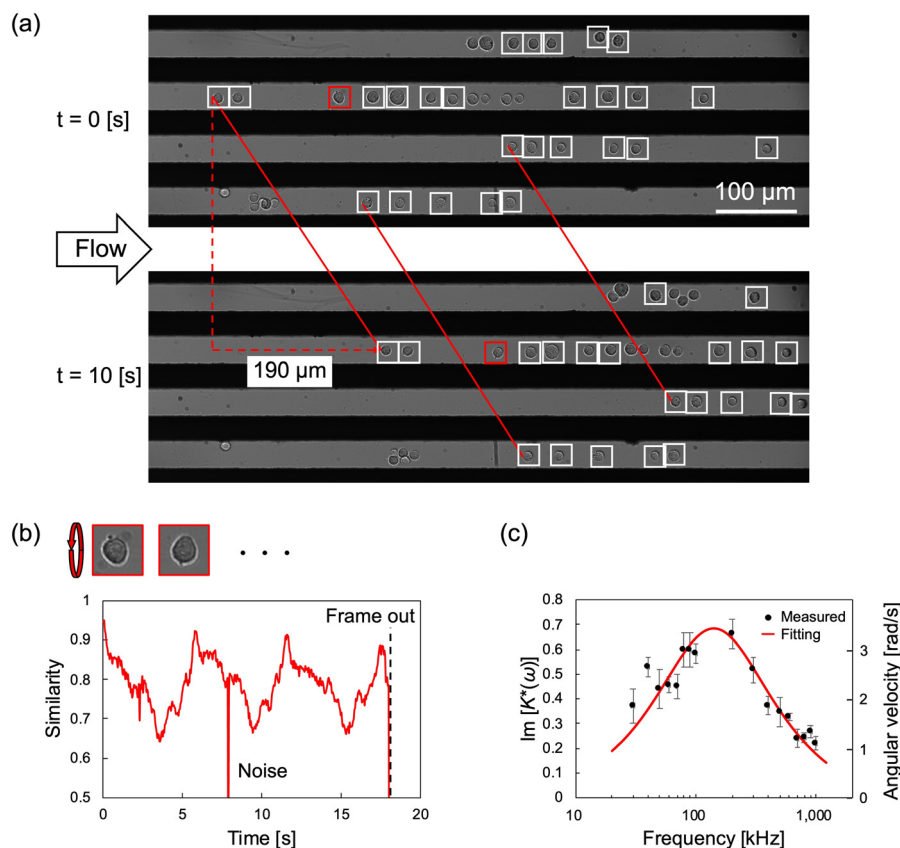 (a)
t = 0 [s]
100 µm
Flow
190 µm
t = 10 [s]
(b)
(c)
1
0.9
0.8
0.7
0.6
0.5
Similarity
Frame out
Noise
0
5
10
15
20
Time [s]
0.8
0.7
0.6
0.5
0.4
0.3
0.2
0.1
0
Im [K*(ω)]
Measured
Fitting
3
2
1
0
Angular velocity [rad/s]
10
100
1,000
Frequency [kHz]